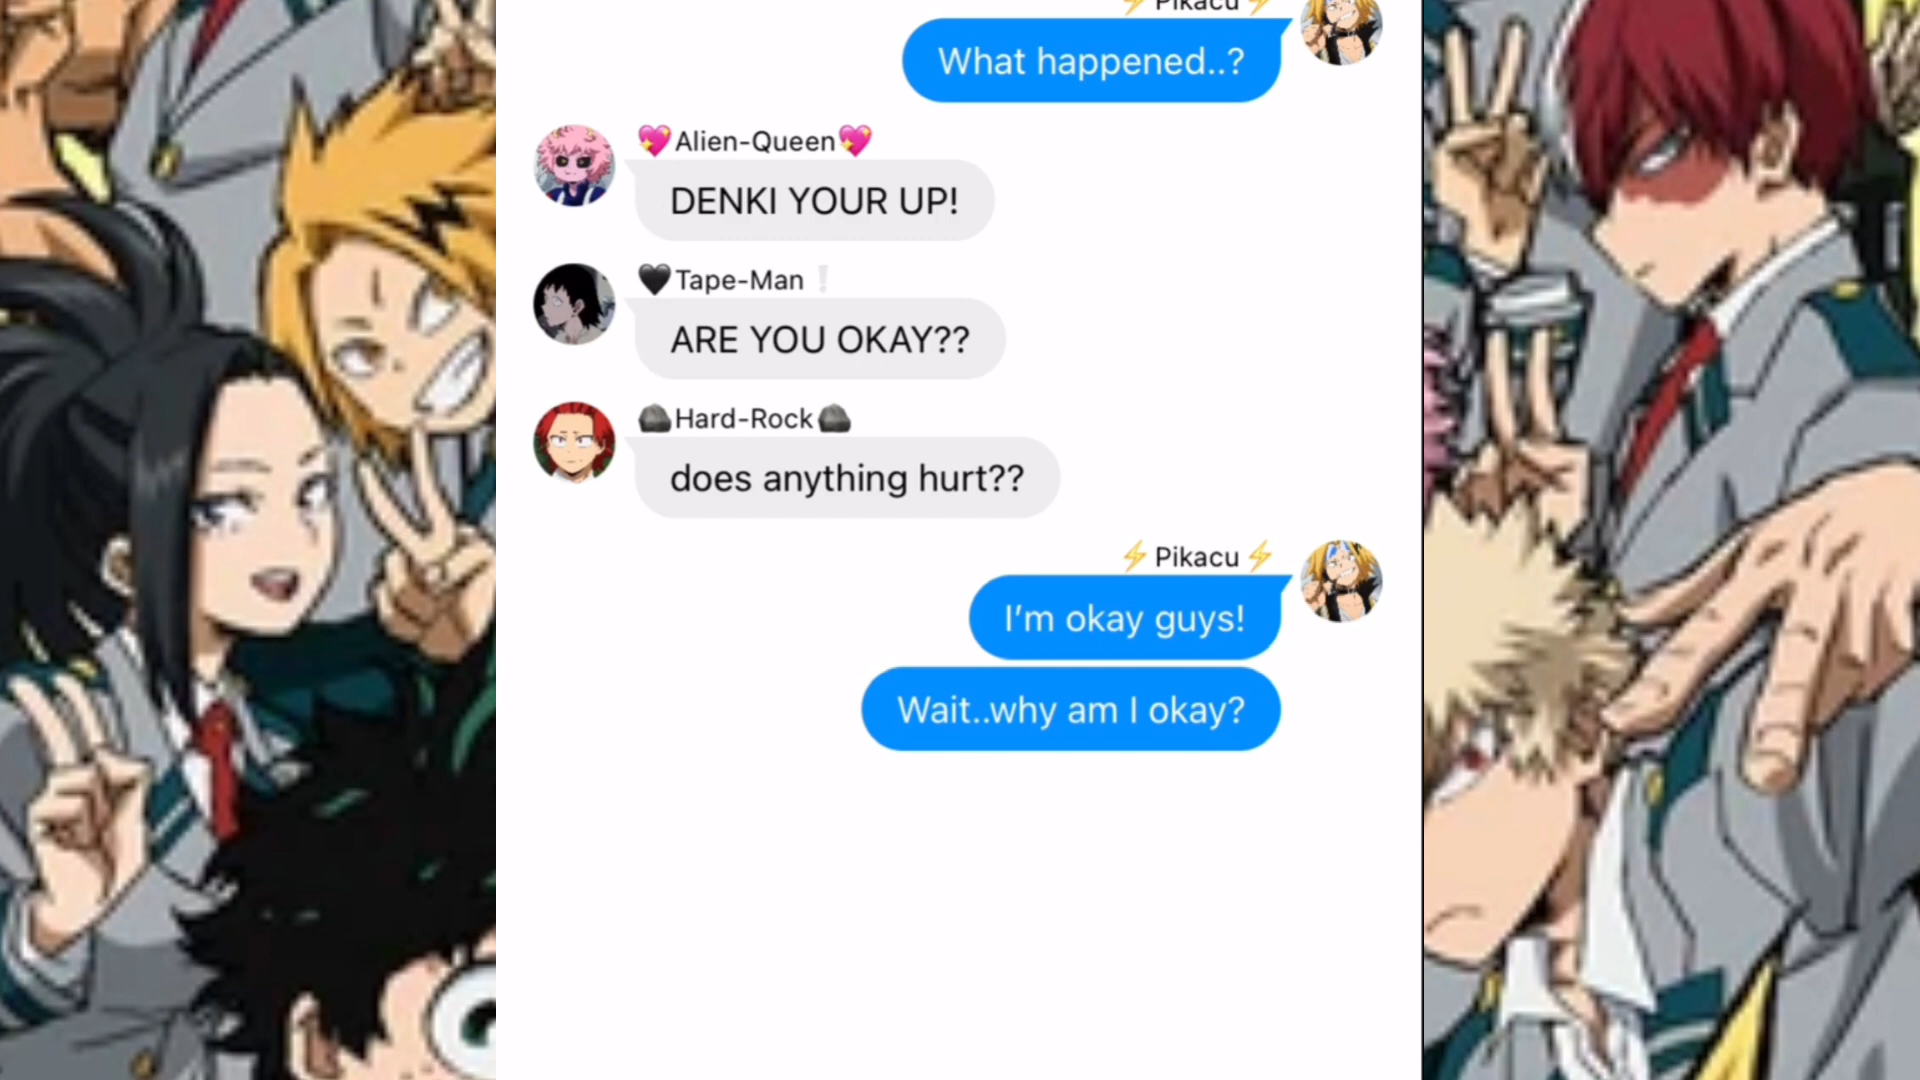 ⚡ Pikacu ⚡
What happened..?
💖Alien-Queen💖
DENKI YOUR UP!
🖤Tape-Man❕
ARE YOU OKAY??
🪨Hard-Rock🪨
does anything hurt??
⚡ Pikacu ⚡
I’m okay guys!
Wait..why am I okay?